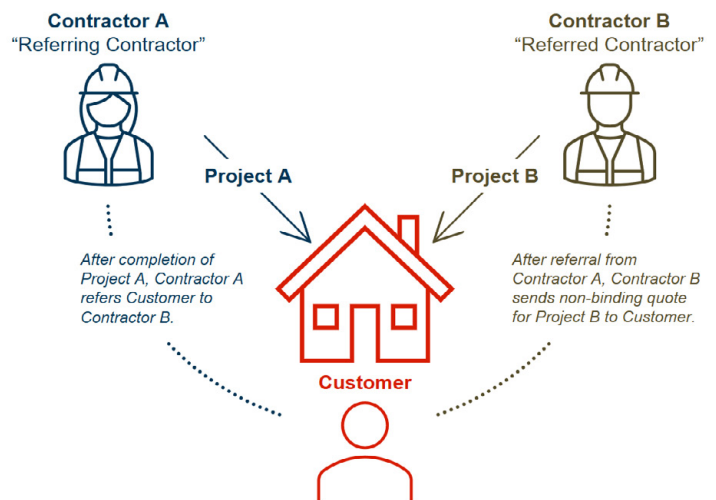 Contractor A
“Referring Contractor”
Contractor B
“Referred Contractor”
Project A
Project B
After completion of
Project A, Contractor A
refers Customer to
Contractor B.
After referral from
Contractor A, Contractor B
sends non-binding quote
for Project B to Customer.
Customer